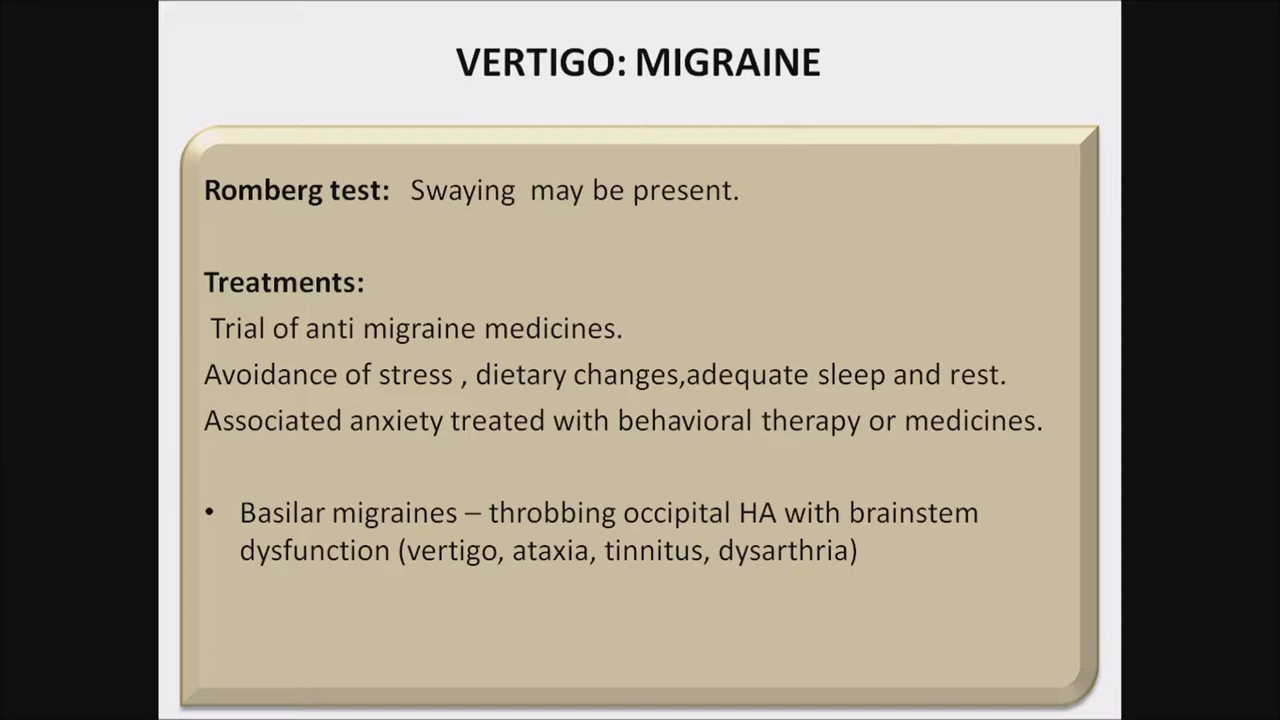 VERTIGO: MIGRAINE
Romberg test: Swaying may be present.
Treatments:
Trial of anti migraine medicines.
Avoidance of stress , dietary changes,adequate sleep and rest.
Associated anxiety treated with behavioral therapy or medicines.
• Basilar migraines – throbbing occipital HA with brainstem
dysfunction (vertigo, ataxia, tinnitus, dysarthria)